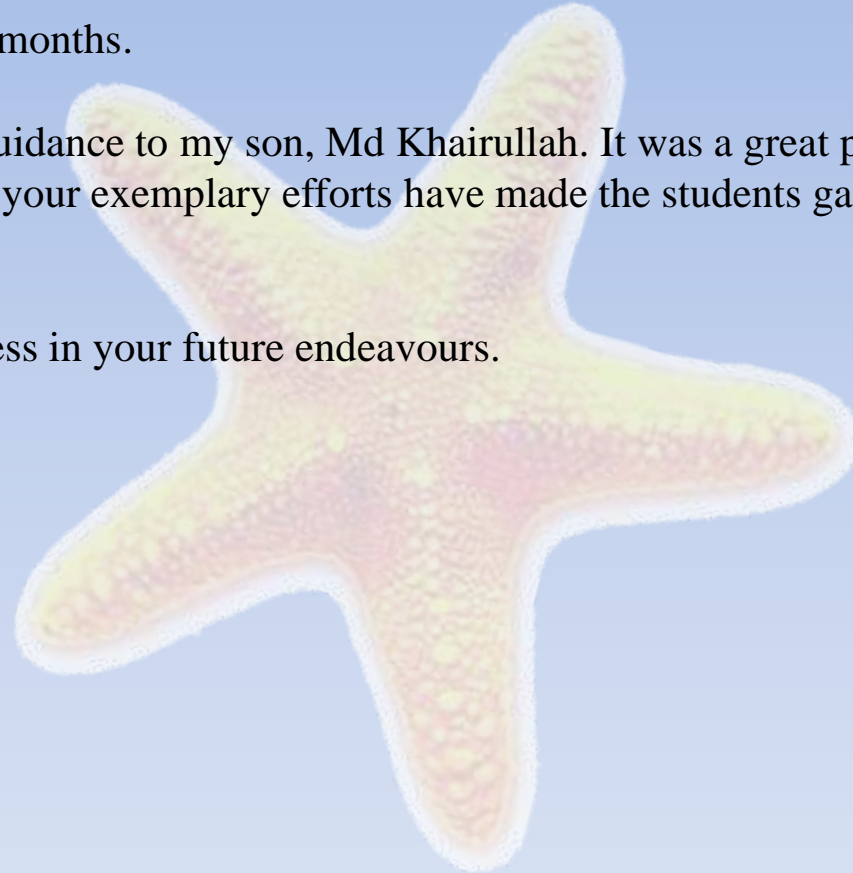 months.
uidance to my son, Md Khairullah. It was a great p
your exemplary efforts have made the students ga
ess in your future endeavours.